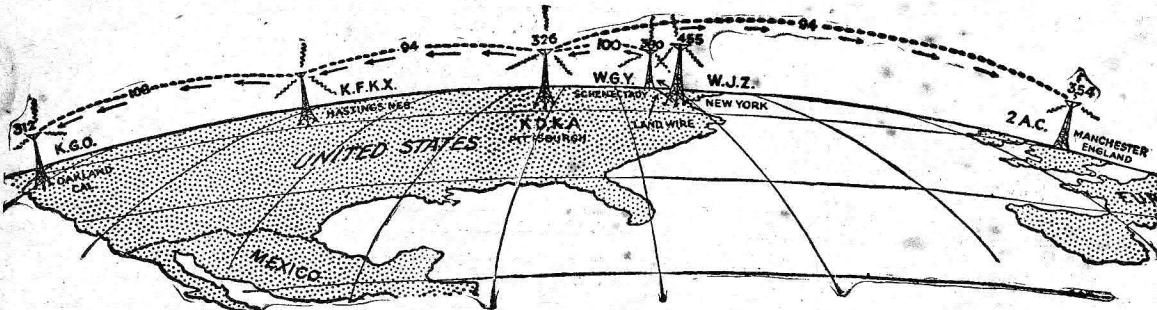 94
326
94
100
380
455
108
K.F.K.X.
HASTINGS NEB.
W.G.Y.
SCHENECTADY
W.J.Z.
NEW YORK
354
2 A.C.
MANCHESTER
ENGLAND
312
K.G.O.
OAKLAND
CAL.
K D K A
PITTSBURGH
LAND WIRE
UNITED STATES
MEXICO
EUR